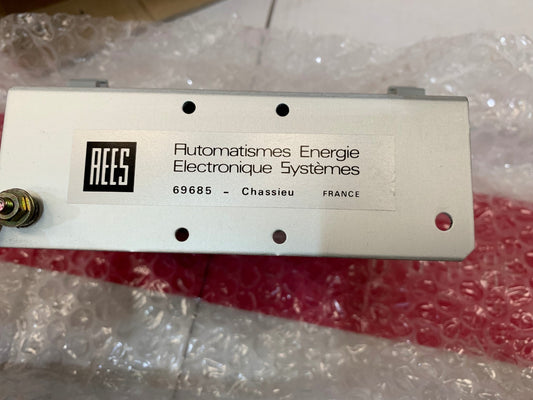 AEES
Automatismes Energie
Electronique Systèmes
69685 - Chassieu FRANCE